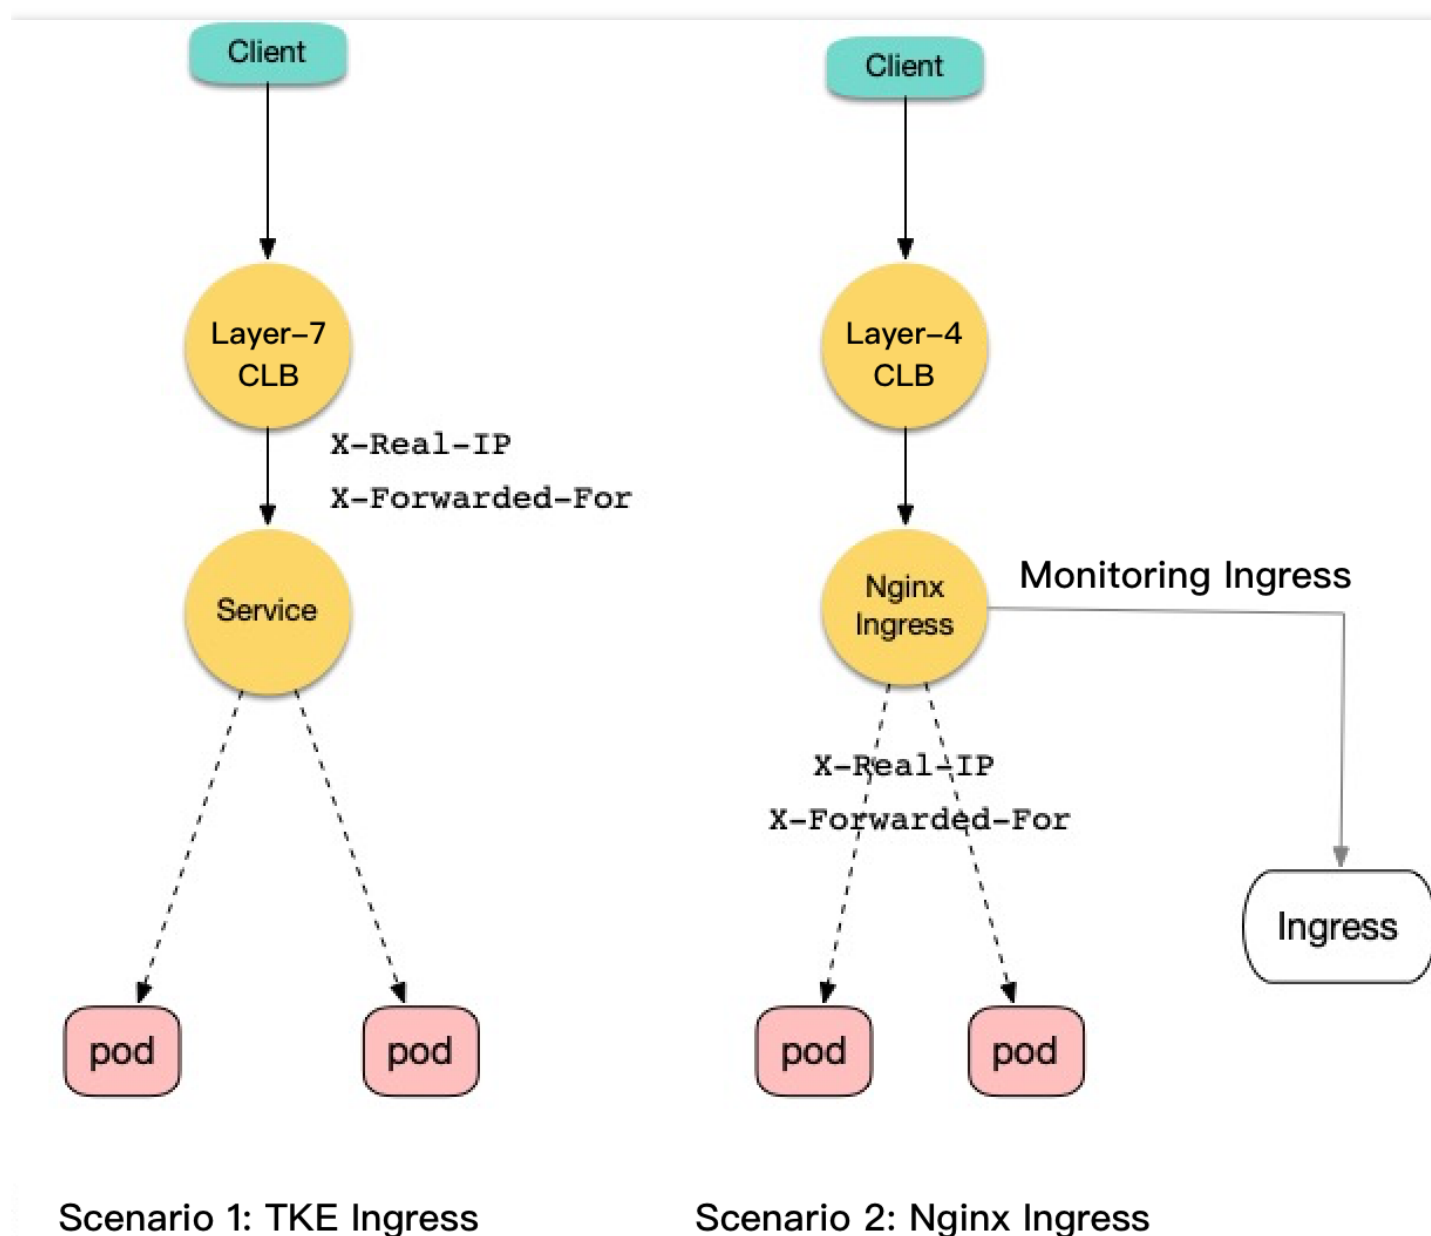 Client
Layer-7
CLB
X-Real-IP
X-Forwarded-For
Service
pod
pod
Scenario 1: TKE Ingress
Client
Layer-4
CLB
Nginx
Ingress
Monitoring Ingress
X-Real-IP
X-Forwarded-For
Ingress
pod
pod
Scenario 2: Nginx Ingress